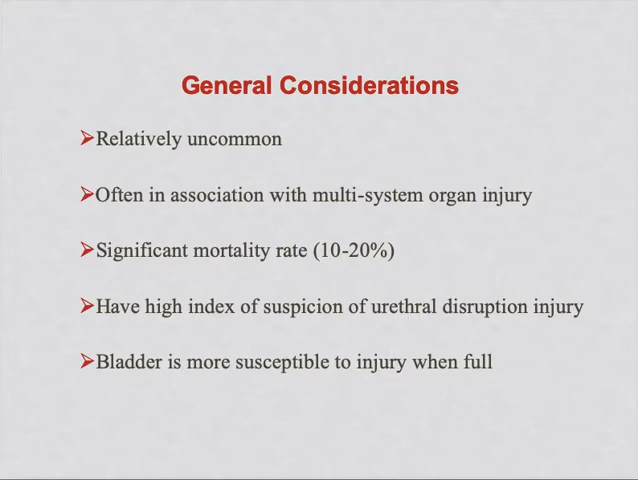 General Considerations
➢Relatively uncommon
➢Often in association with multi-system organ injury
➢Significant mortality rate (10-20%)
➢Have high index of suspicion of urethral disruption injury
➢Bladder is more susceptible to injury when full